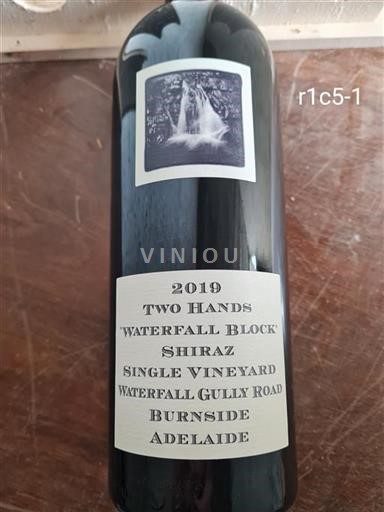 r1c5-1
VINIOU
2019
TWO HANDS
'WATERFALL BLOCK'
SHIRAZ
SINGLE VINEYARD
WATERFALL GULLY ROAD
BURNSIDE
ADELAIDE